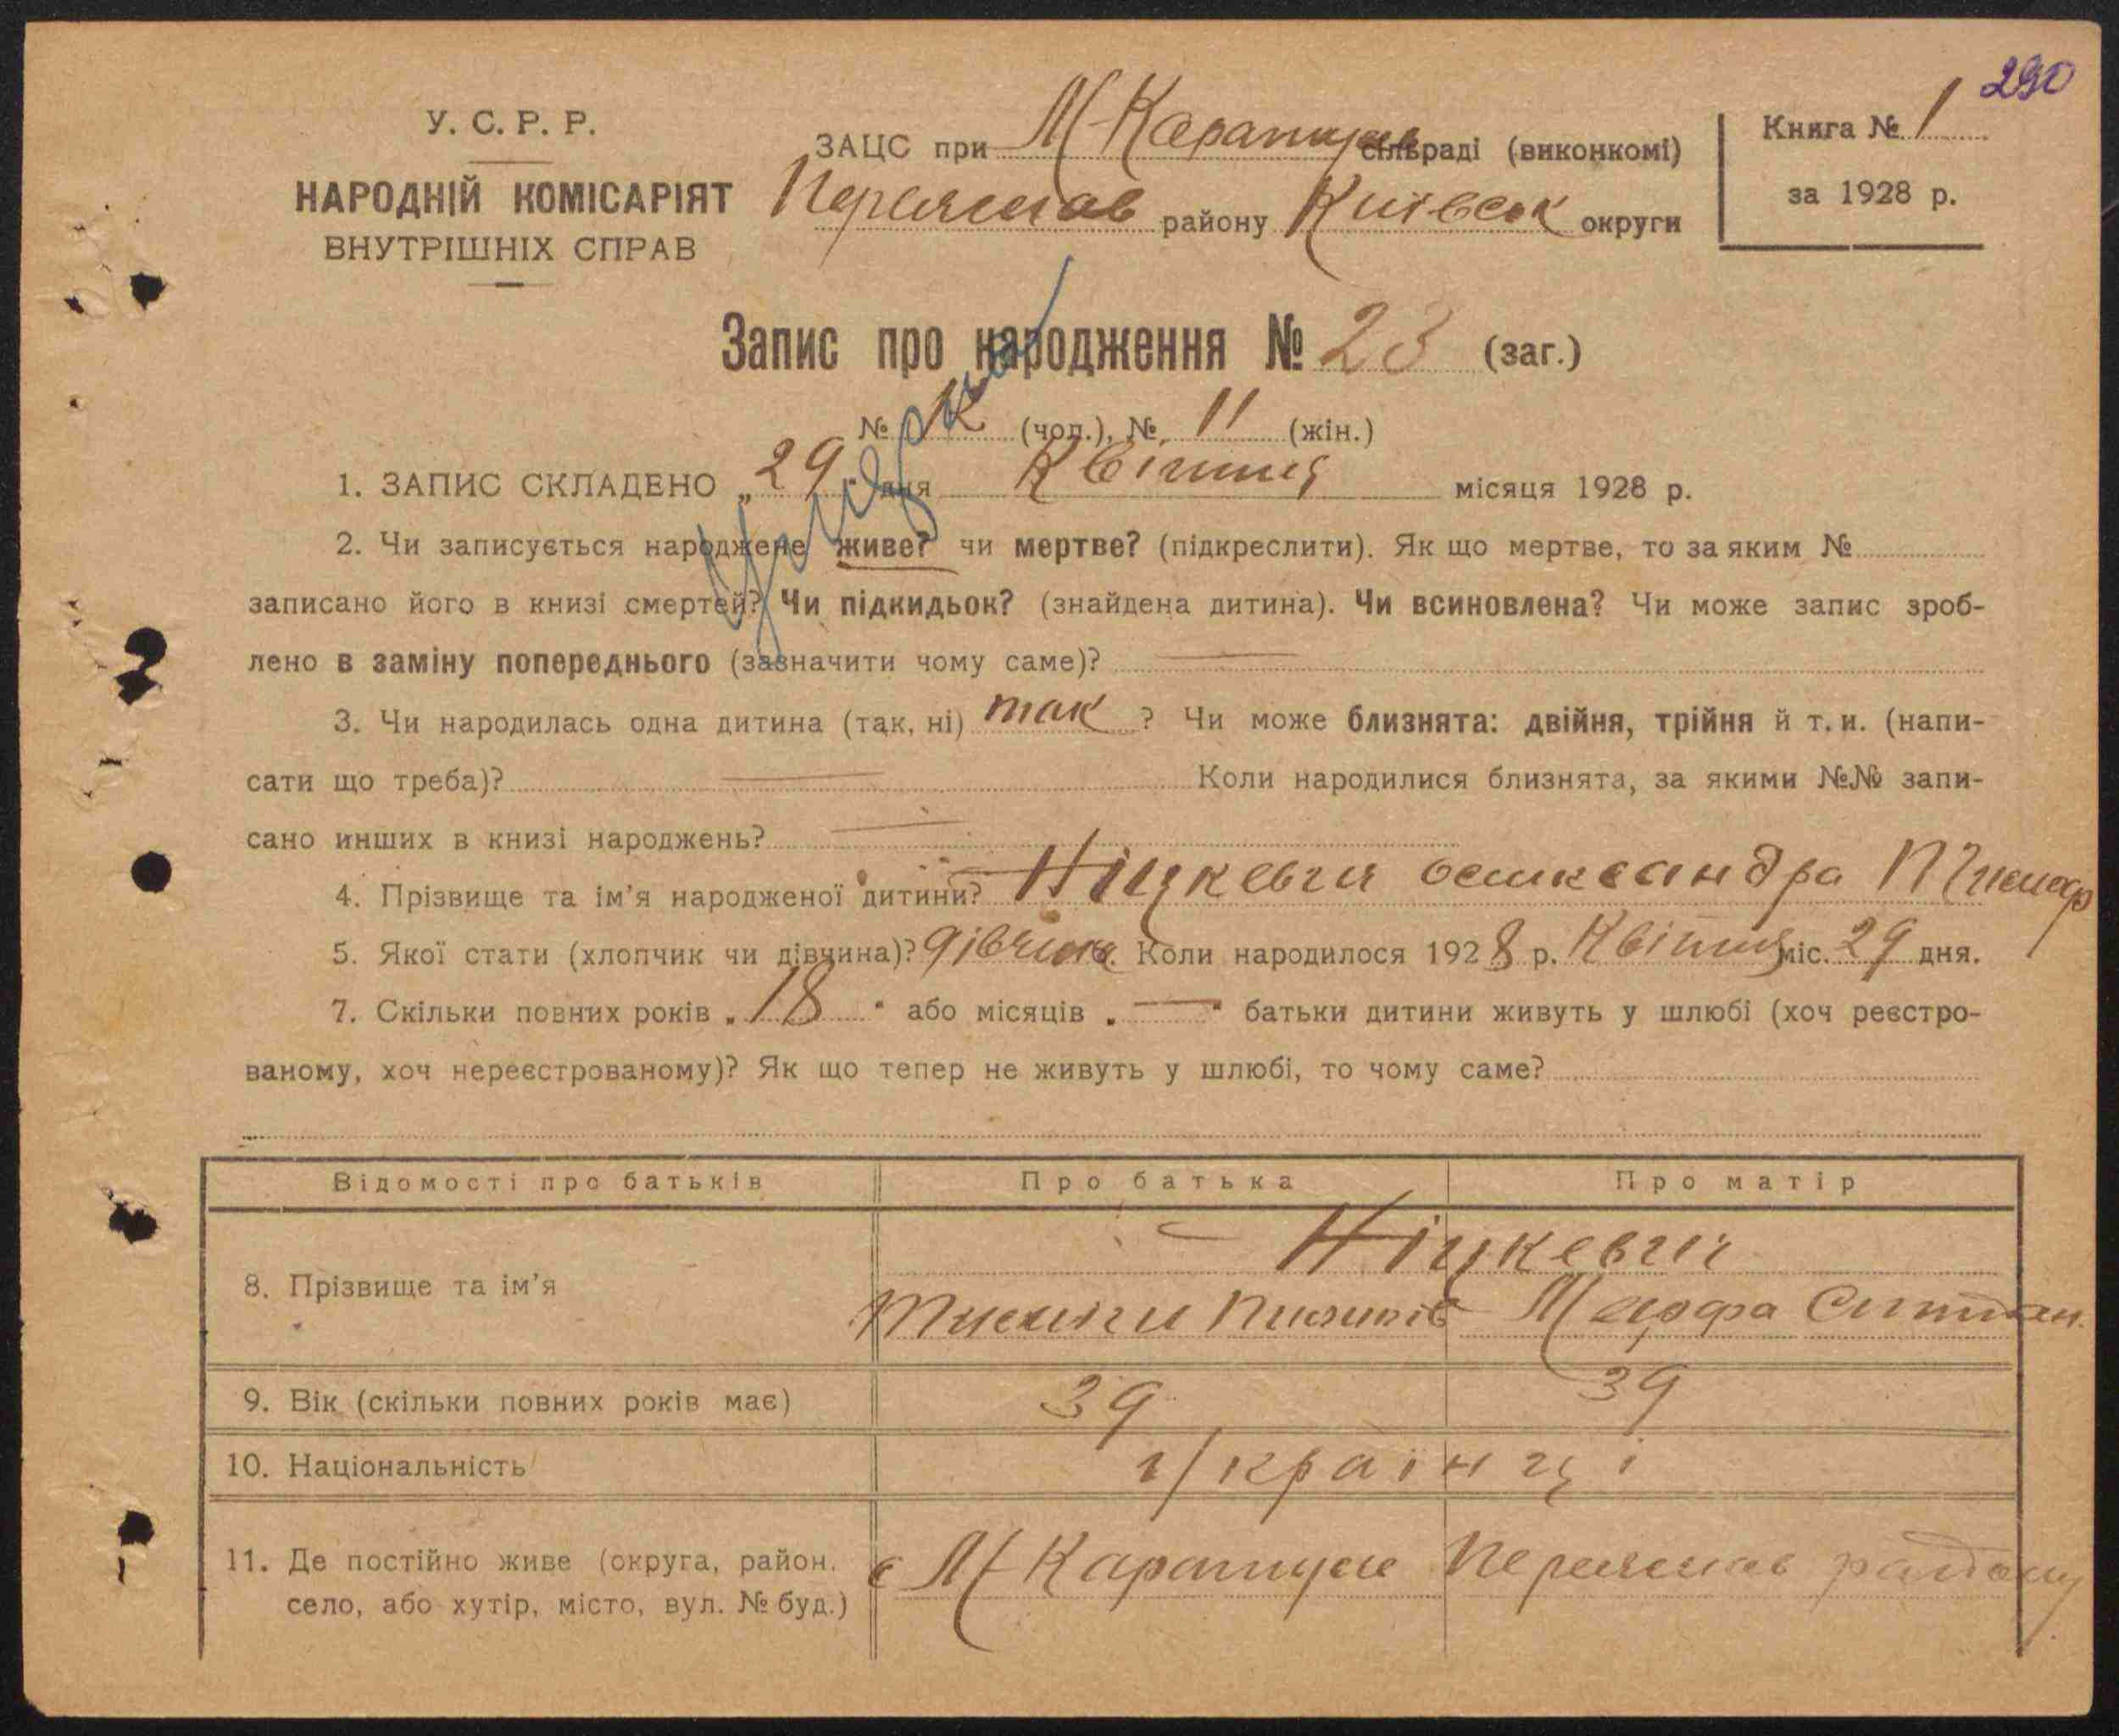 290
У. С. Р. Р.
НАРОДНІЙ КОМІСАРІЯТ
ВНУТРІШНІХ СПРАВ
ЗАЦС при М-Каратул сільраді (виконкомі)
Переяслав району Київськ округи
Книга № 1
за 1928 р.
Запис про народження № 23 (заг.)
№ 12 (чол.), № 11 (жін.)
1. ЗАПИС СКЛАДЕНО „29" дня Квітня місяця 1928 р.
2. Чи записується народжене живе? чи мертве? (підкреслити). Як що мертве, то за яким №
записано його в книзі смертей? Чи підкидьок? (знайдена дитина). Чи всиновлена? Чи може запис зроб-
лено в заміну попереднього (зазначити чому саме)?
3. Чи народилась одна дитина (так, ні) так ? Чи може близнята: двійня, трійня й т. и. (напи-
сати що треба)? Коли народилися близнята, за якими №№ запи-
сано инших в книзі народжень?
4. Прізвище та ім'я народженої дитини? Ніцкевич Олександра
5. Якої стати (хлопчик чи дівчина)? дівчина. Коли народилося 1928 р. Квітня міс. 29 дня.
7. Скільки повних років „18" або місяців „—" батьки дитини живуть у шлюбі (хоч реєстро-
ваному, хоч нереєстрованому)? Як що тепер не живуть у шлюбі, то чому саме?
Відомості про батьків Про батька Про матір
8. Прізвище та ім'я Ніцкевич
Марфа
9. Вік (скільки повних років має) 39 39
10. Національність українці
11. Де постійно живе (округа, район, с М-Каратули Переяслав району
село, або хутір, місто, вул. № буд.)